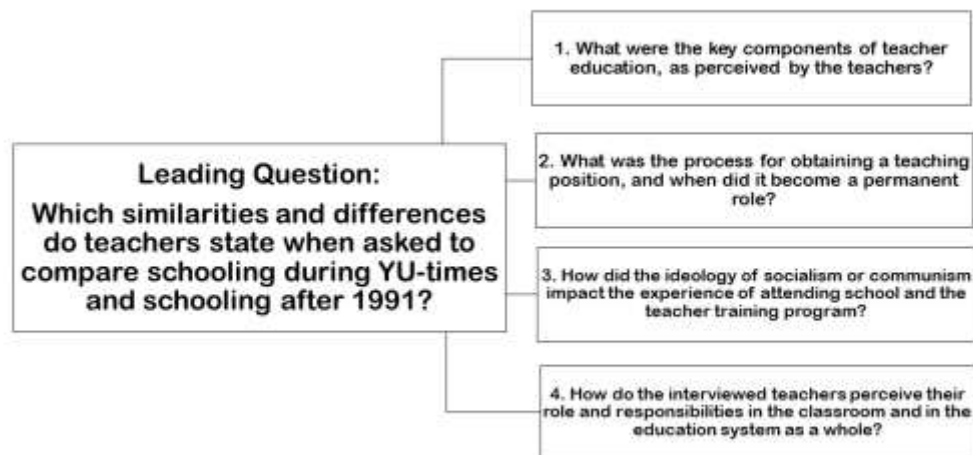 Leading Question:
Which similarities and differences
do teachers state when asked to
compare schooling during YU-times
and schooling after 1991?
1. What were the key components of teacher
education, as perceived by the teachers?
2. What was the process for obtaining a teaching
position, and when did it become a permanent
role?
3. How did the ideology of socialism or communism
impact the experience of attending school and the
teacher training program?
4. How do the interviewed teachers perceive their
role and responsibilities in the classroom and in the
education system as a whole?